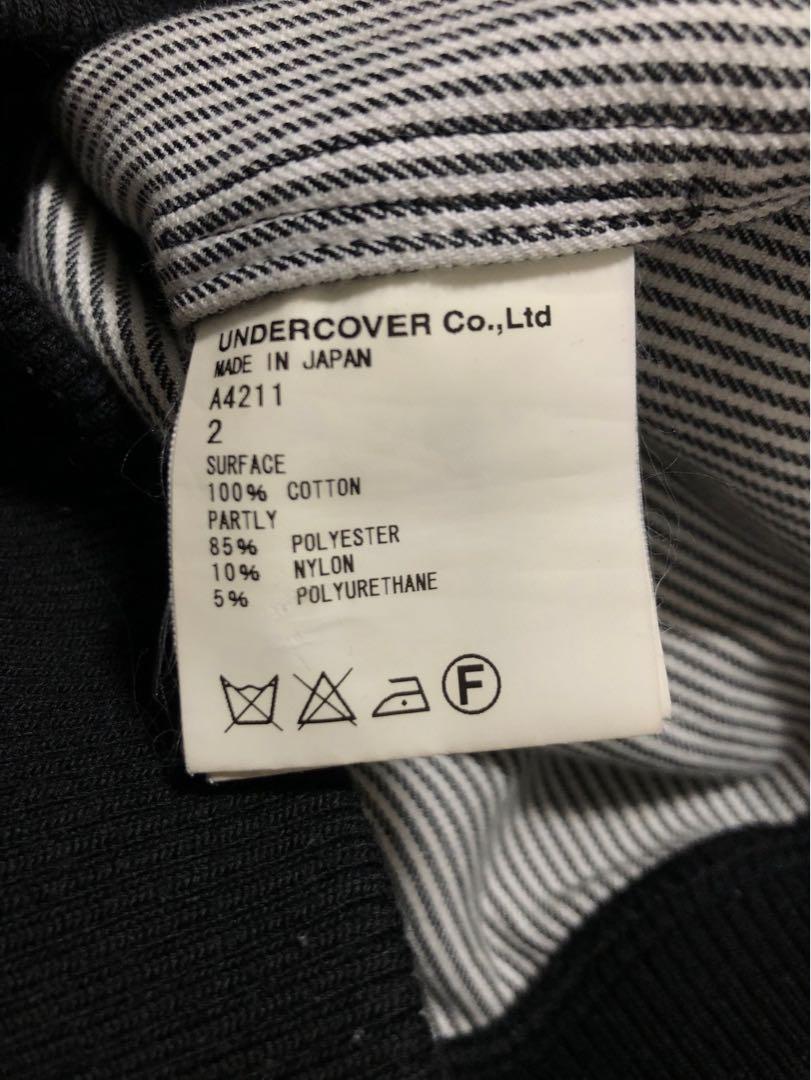 UNDERCOVER Co.,Ltd
MADE IN JAPAN
A4211
2
SURFACE
100% COTTON
PARTLY
85% POLYESTER
10% NYLON
5% POLYURETHANE
F